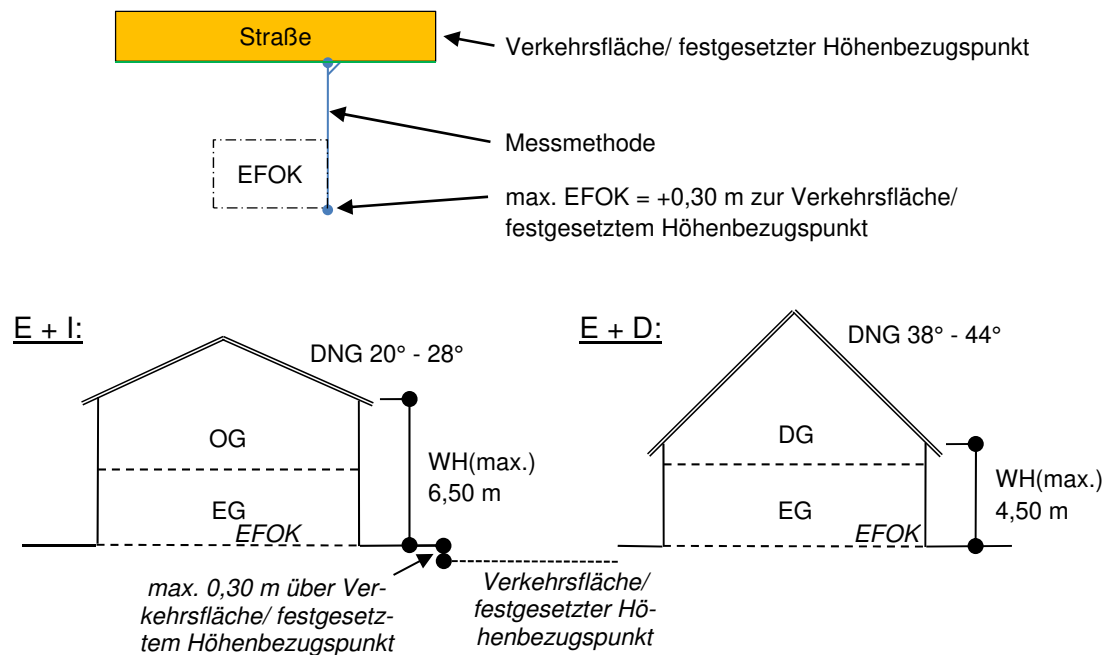 Straße
Verkehrsfläche/ festgesetzter Höhenbezugspunkt
Messmethode
EFOK
max. EFOK = +0,30 m zur Verkehrsfläche/
festgesetztem Höhenbezugspunkt
E + I:
DNG 20° - 28°
OG
WH(max.)
6,50 m
EG
EFOK
max. 0,30 m über Ver-
kehrsfläche/ festgesetz-
tem Höhenbezugspunkt
Verkehrsfläche/
festgesetzter Hö-
henbezugspunkt
E + D:
DNG 38° - 44°
DG
WH(max.)
4,50 m
EG
EFOK